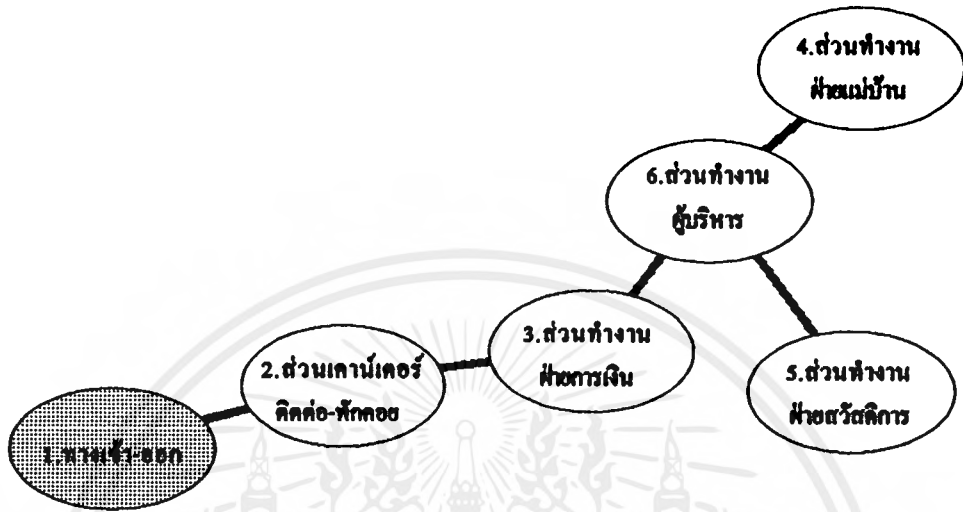 4.ส่วนทำงาน
ฝ่ายแม่บ้าน
6.ส่วนทำงาน
ผู้บริหาร
3.ส่วนทำงาน
ฝ่ายการเงิน
2.ส่วนเคาน์เตอร์
ติดต่อ-พักคอย
5.ส่วนทำงาน
ฝ่ายสวัสดิการ
1.ทางเข้า-ออก